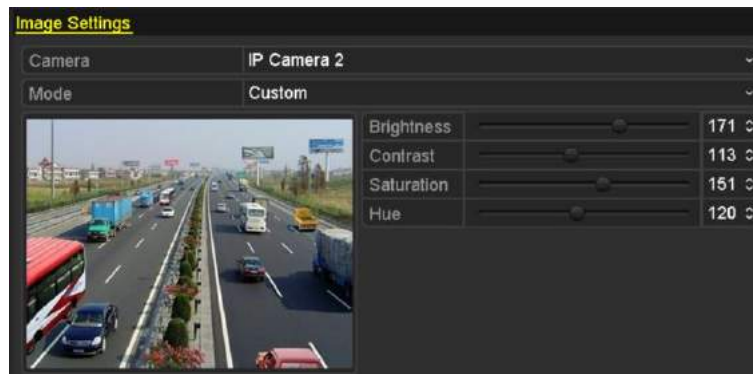 Image Settings
Camera IP Camera 2
Mode Custom
Brightness 171
Contrast 113
Saturation 151
Hue 120